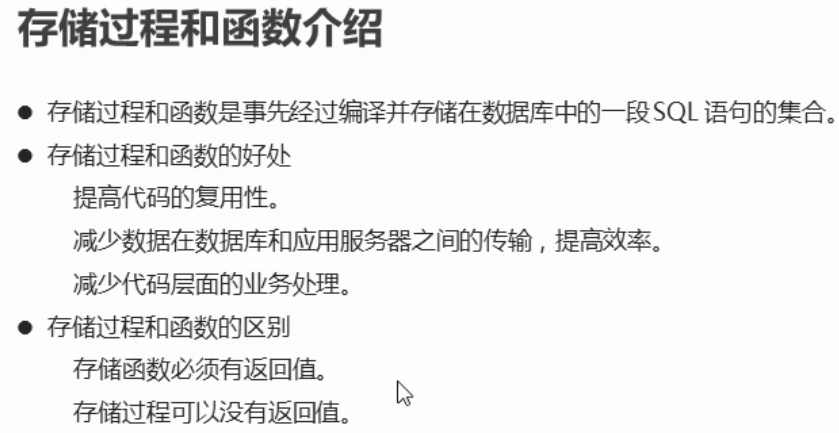 存储过程和函数介绍
● 存储过程和函数是事先经过编译并存储在数据库中的一段SQL 语句的集合。
● 存储过程和函数的好处
提高代码的复用性。
减少数据在数据库和应用服务器之间的传输，提高效率。
减少代码层面的业务处理。
● 存储过程和函数的区别
存储函数必须有返回值。
存储过程可以没有返回值。